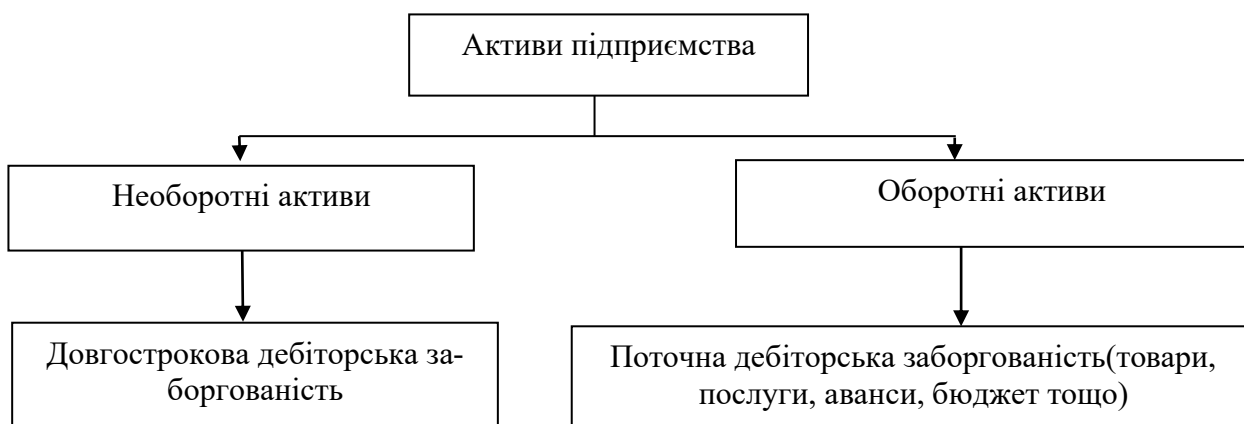 Активи підприємства
Необоротні активи
Оборотні активи
Довгострокова дебіторська за-
боргованість
Поточна дебіторська заборгованість(товари,
послуги, аванси, бюджет тощо)